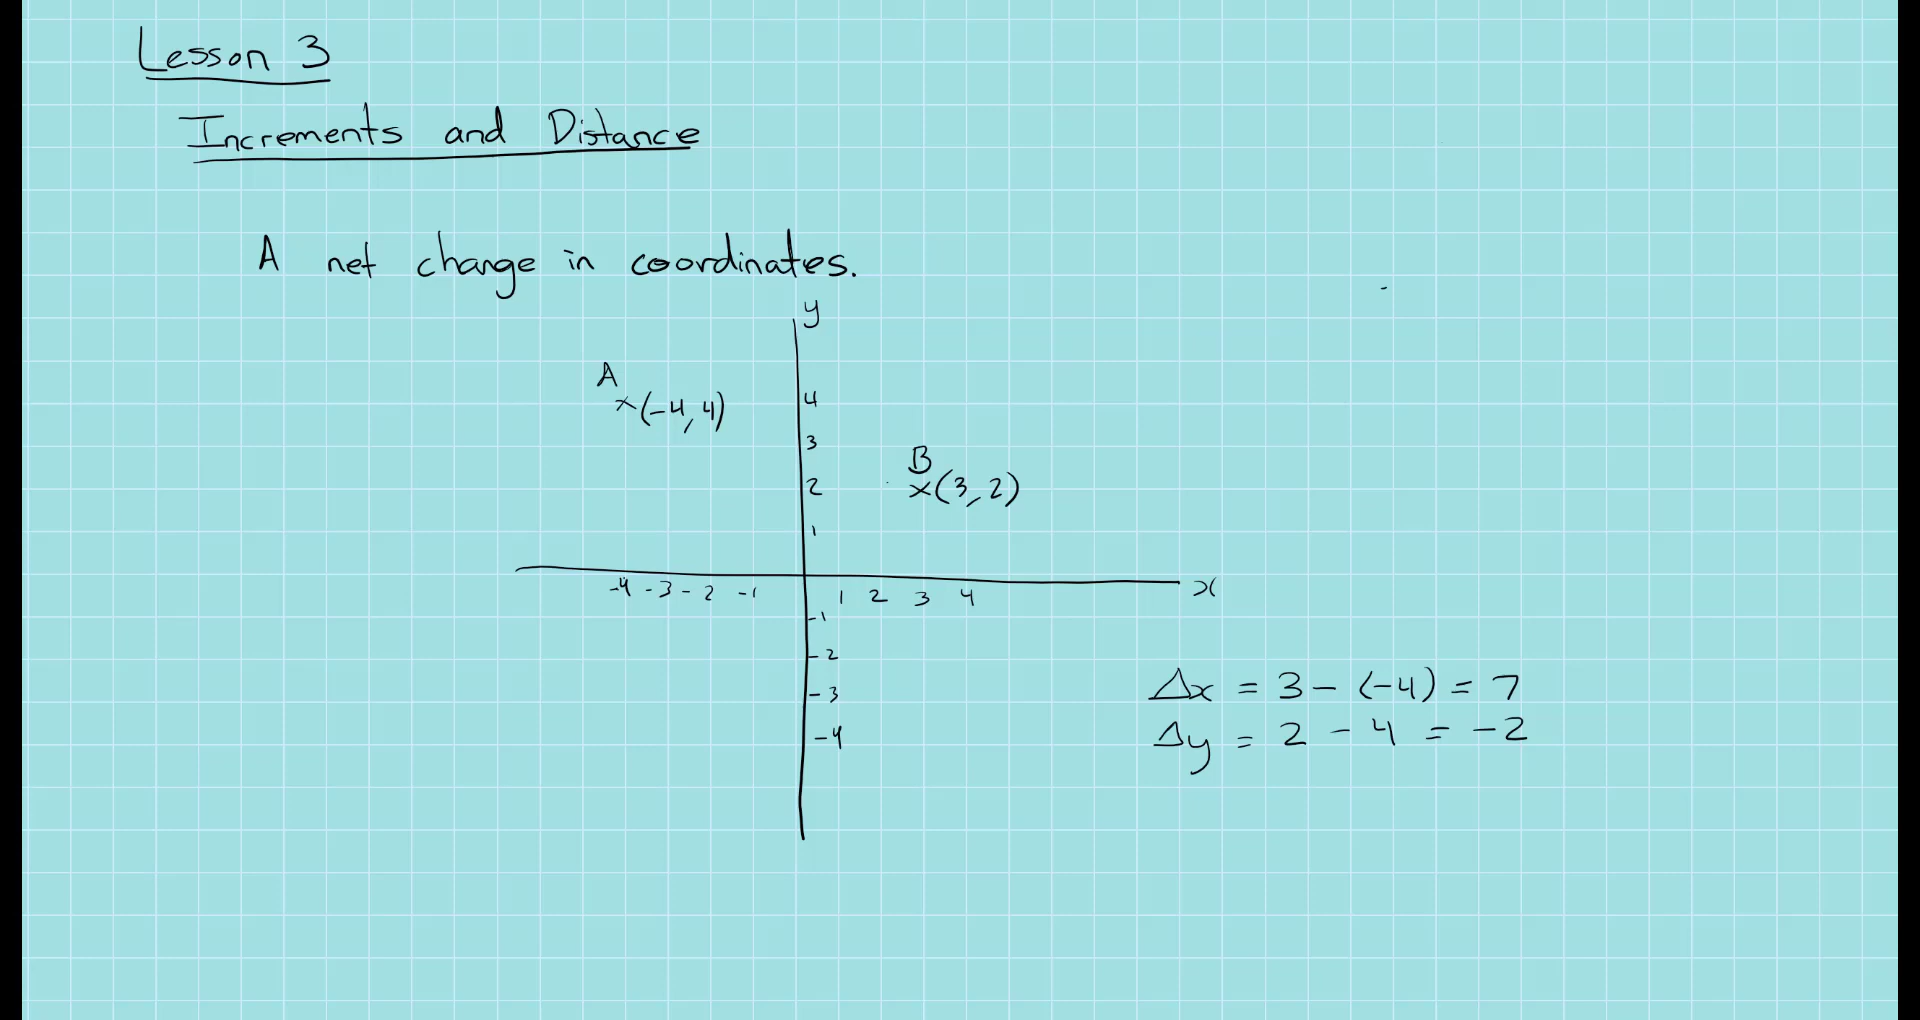 Lesson 3
Increments and Distance
A net change in coordinates.
y
A
x(-4, 4)
4
3
B
x(3, 2)
2
1
-4 -3 -2 -1 1 2 3 4 x
-1
-2
-3
-4
Δx = 3 - (-4) = 7
Δy = 2 - 4 = -2